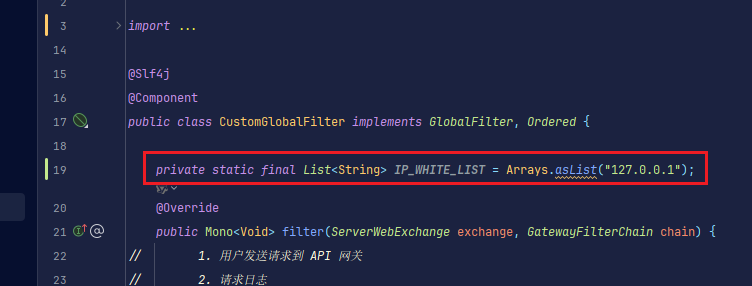 2
3 import ...
14
15 @Slf4j
16 @Component
17 public class CustomGlobalFilter implements GlobalFilter, Ordered {
18
19 private static final List<String> IP_WHITE_LIST = Arrays.asList("127.0.0.1");
20 @Override
21 public Mono<Void> filter(ServerWebExchange exchange, GatewayFilterChain chain) {
22 // 1. 用户发送请求到 API 网关
23 // 2. 请求日志